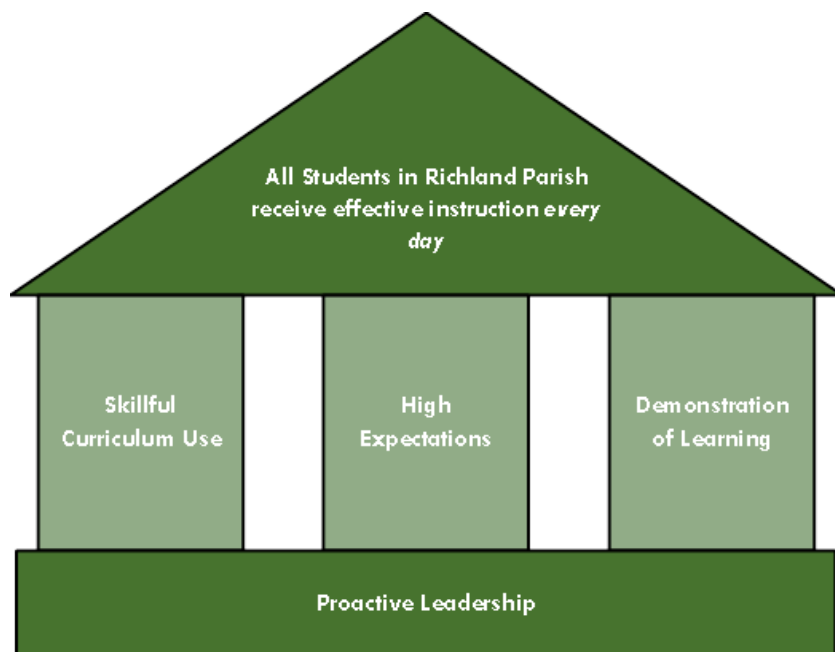 All Students in Richland Parish
receive effective instruction every
day
Skillful
Curriculum Use
High
Expectations
Demonstration
of Learning
Proactive Leadership